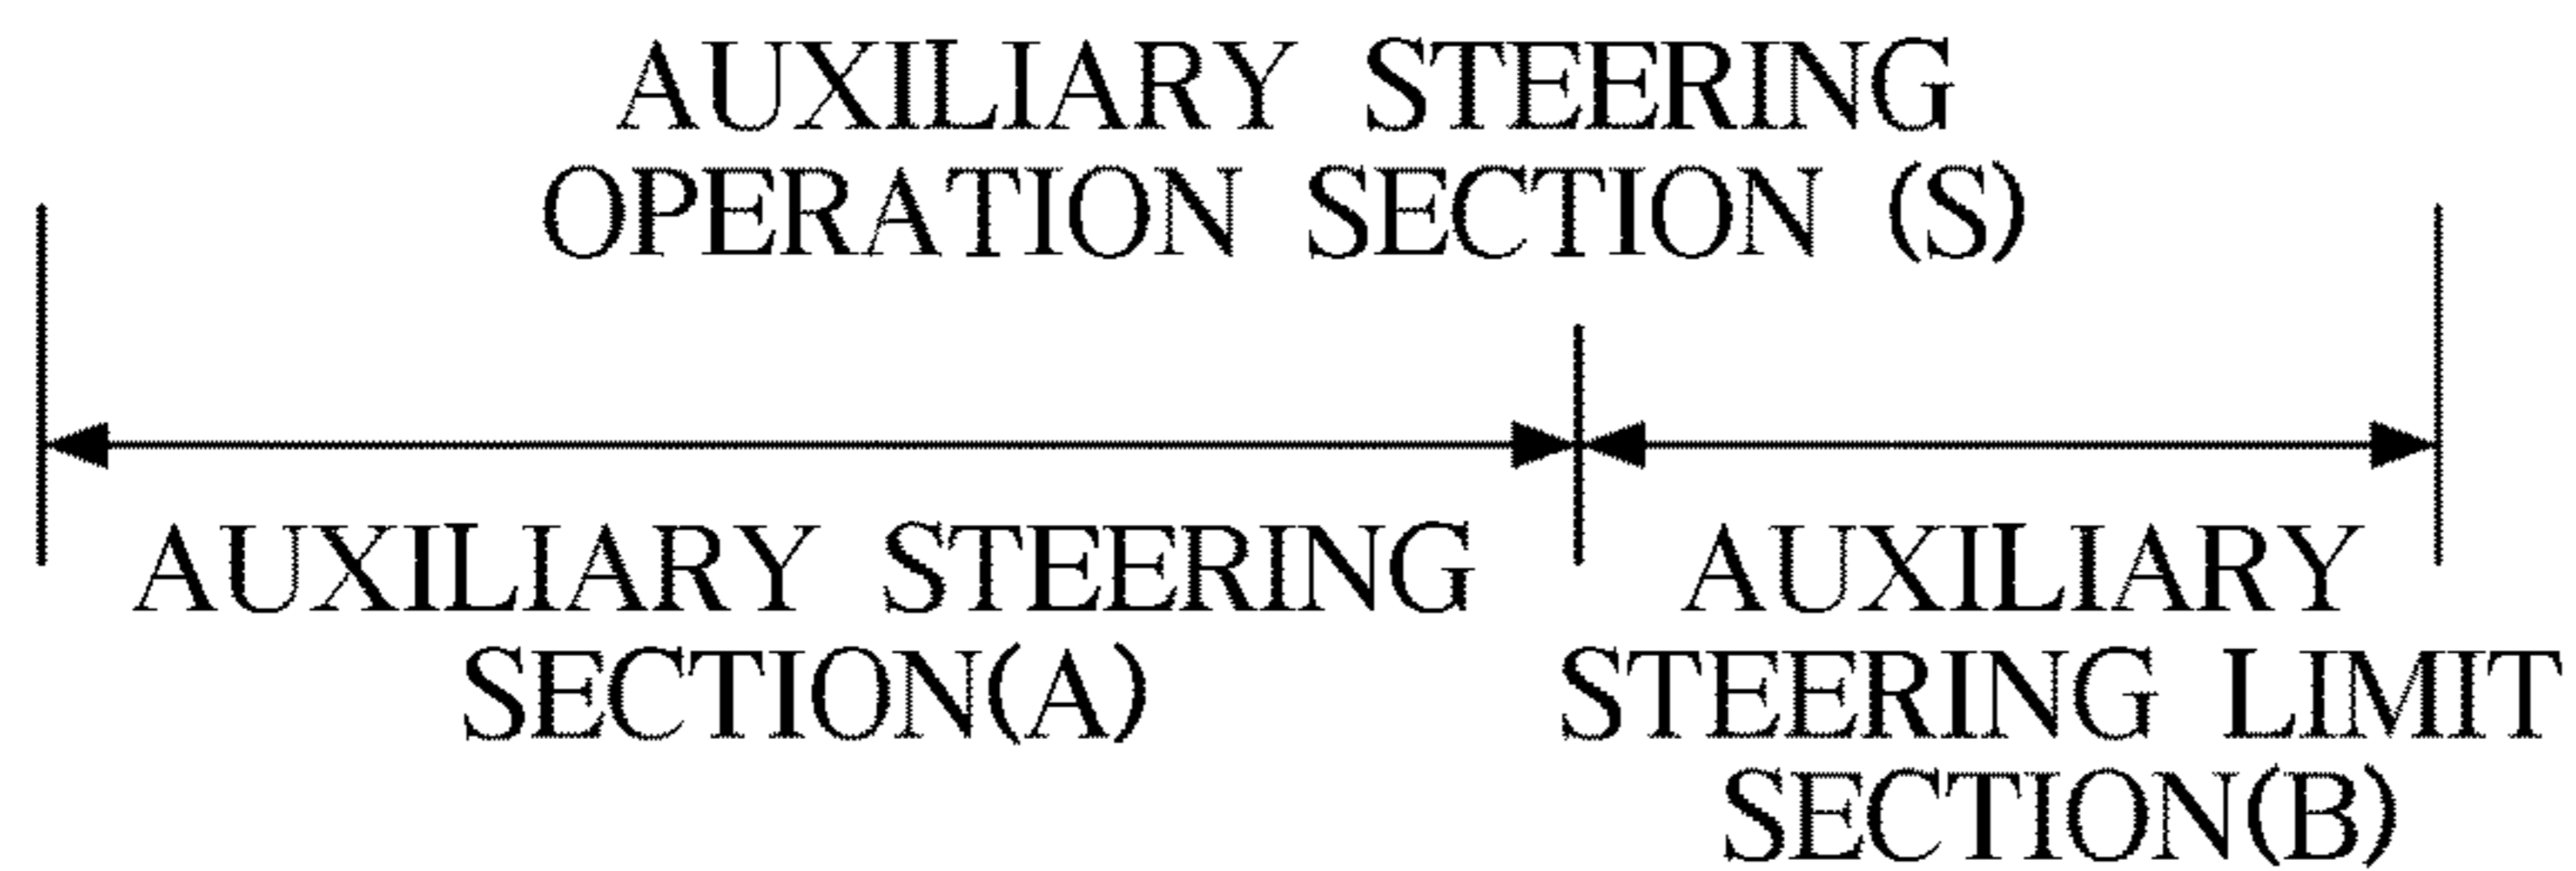 AUXILIARY STEERING
OPERATION SECTION (S)
AUXILIARY STEERING
SECTION(A)
AUXILIARY
STEERING LIMIT
SECTION(B)